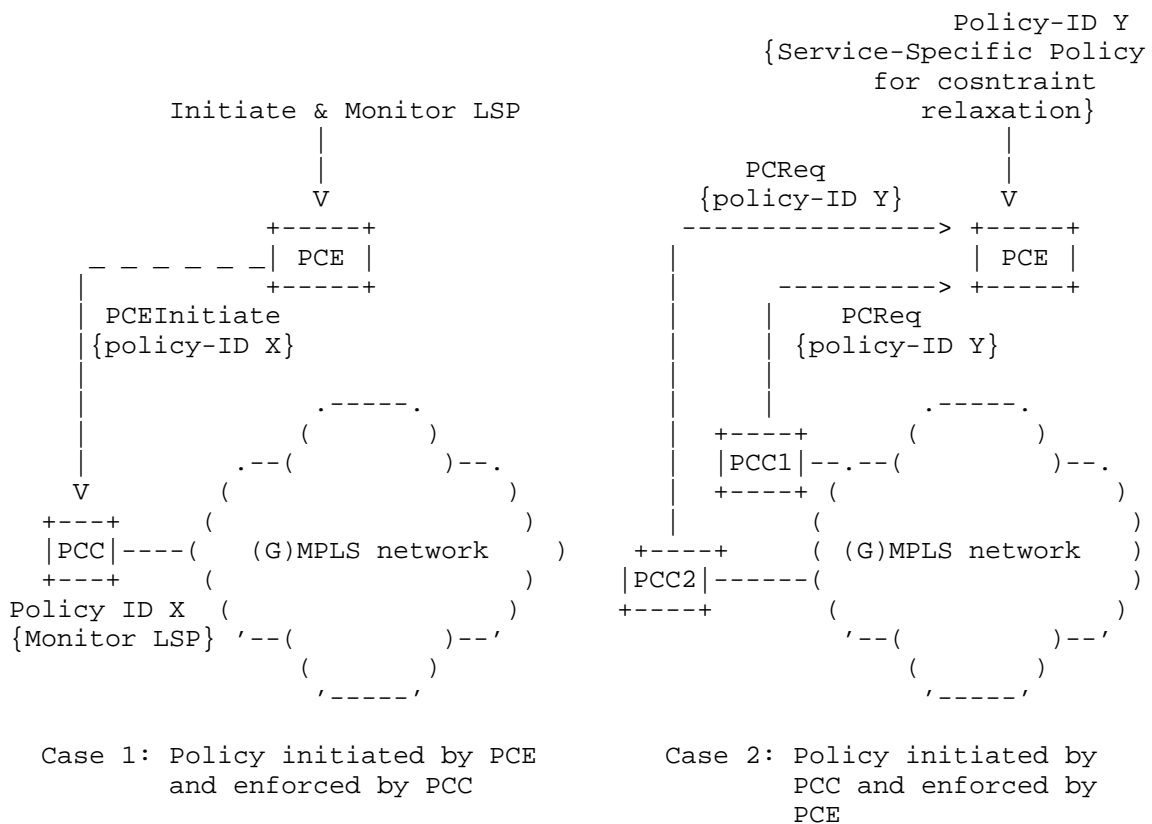 Policy-ID Y
{Service-Specific Policy
for cosntraint
relaxation}
Initiate & Monitor LSP
PCReq
{policy-ID Y}
PCE
PCE
PCEInitiate
{policy-ID X}
PCReq
{policy-ID Y}
PCC1
PCC
(G)MPLS network
(G)MPLS network
PCC2
Policy ID X
{Monitor LSP}
Case 1: Policy initiated by PCE
and enforced by PCC
Case 2: Policy initiated by
PCC and enforced by
PCE